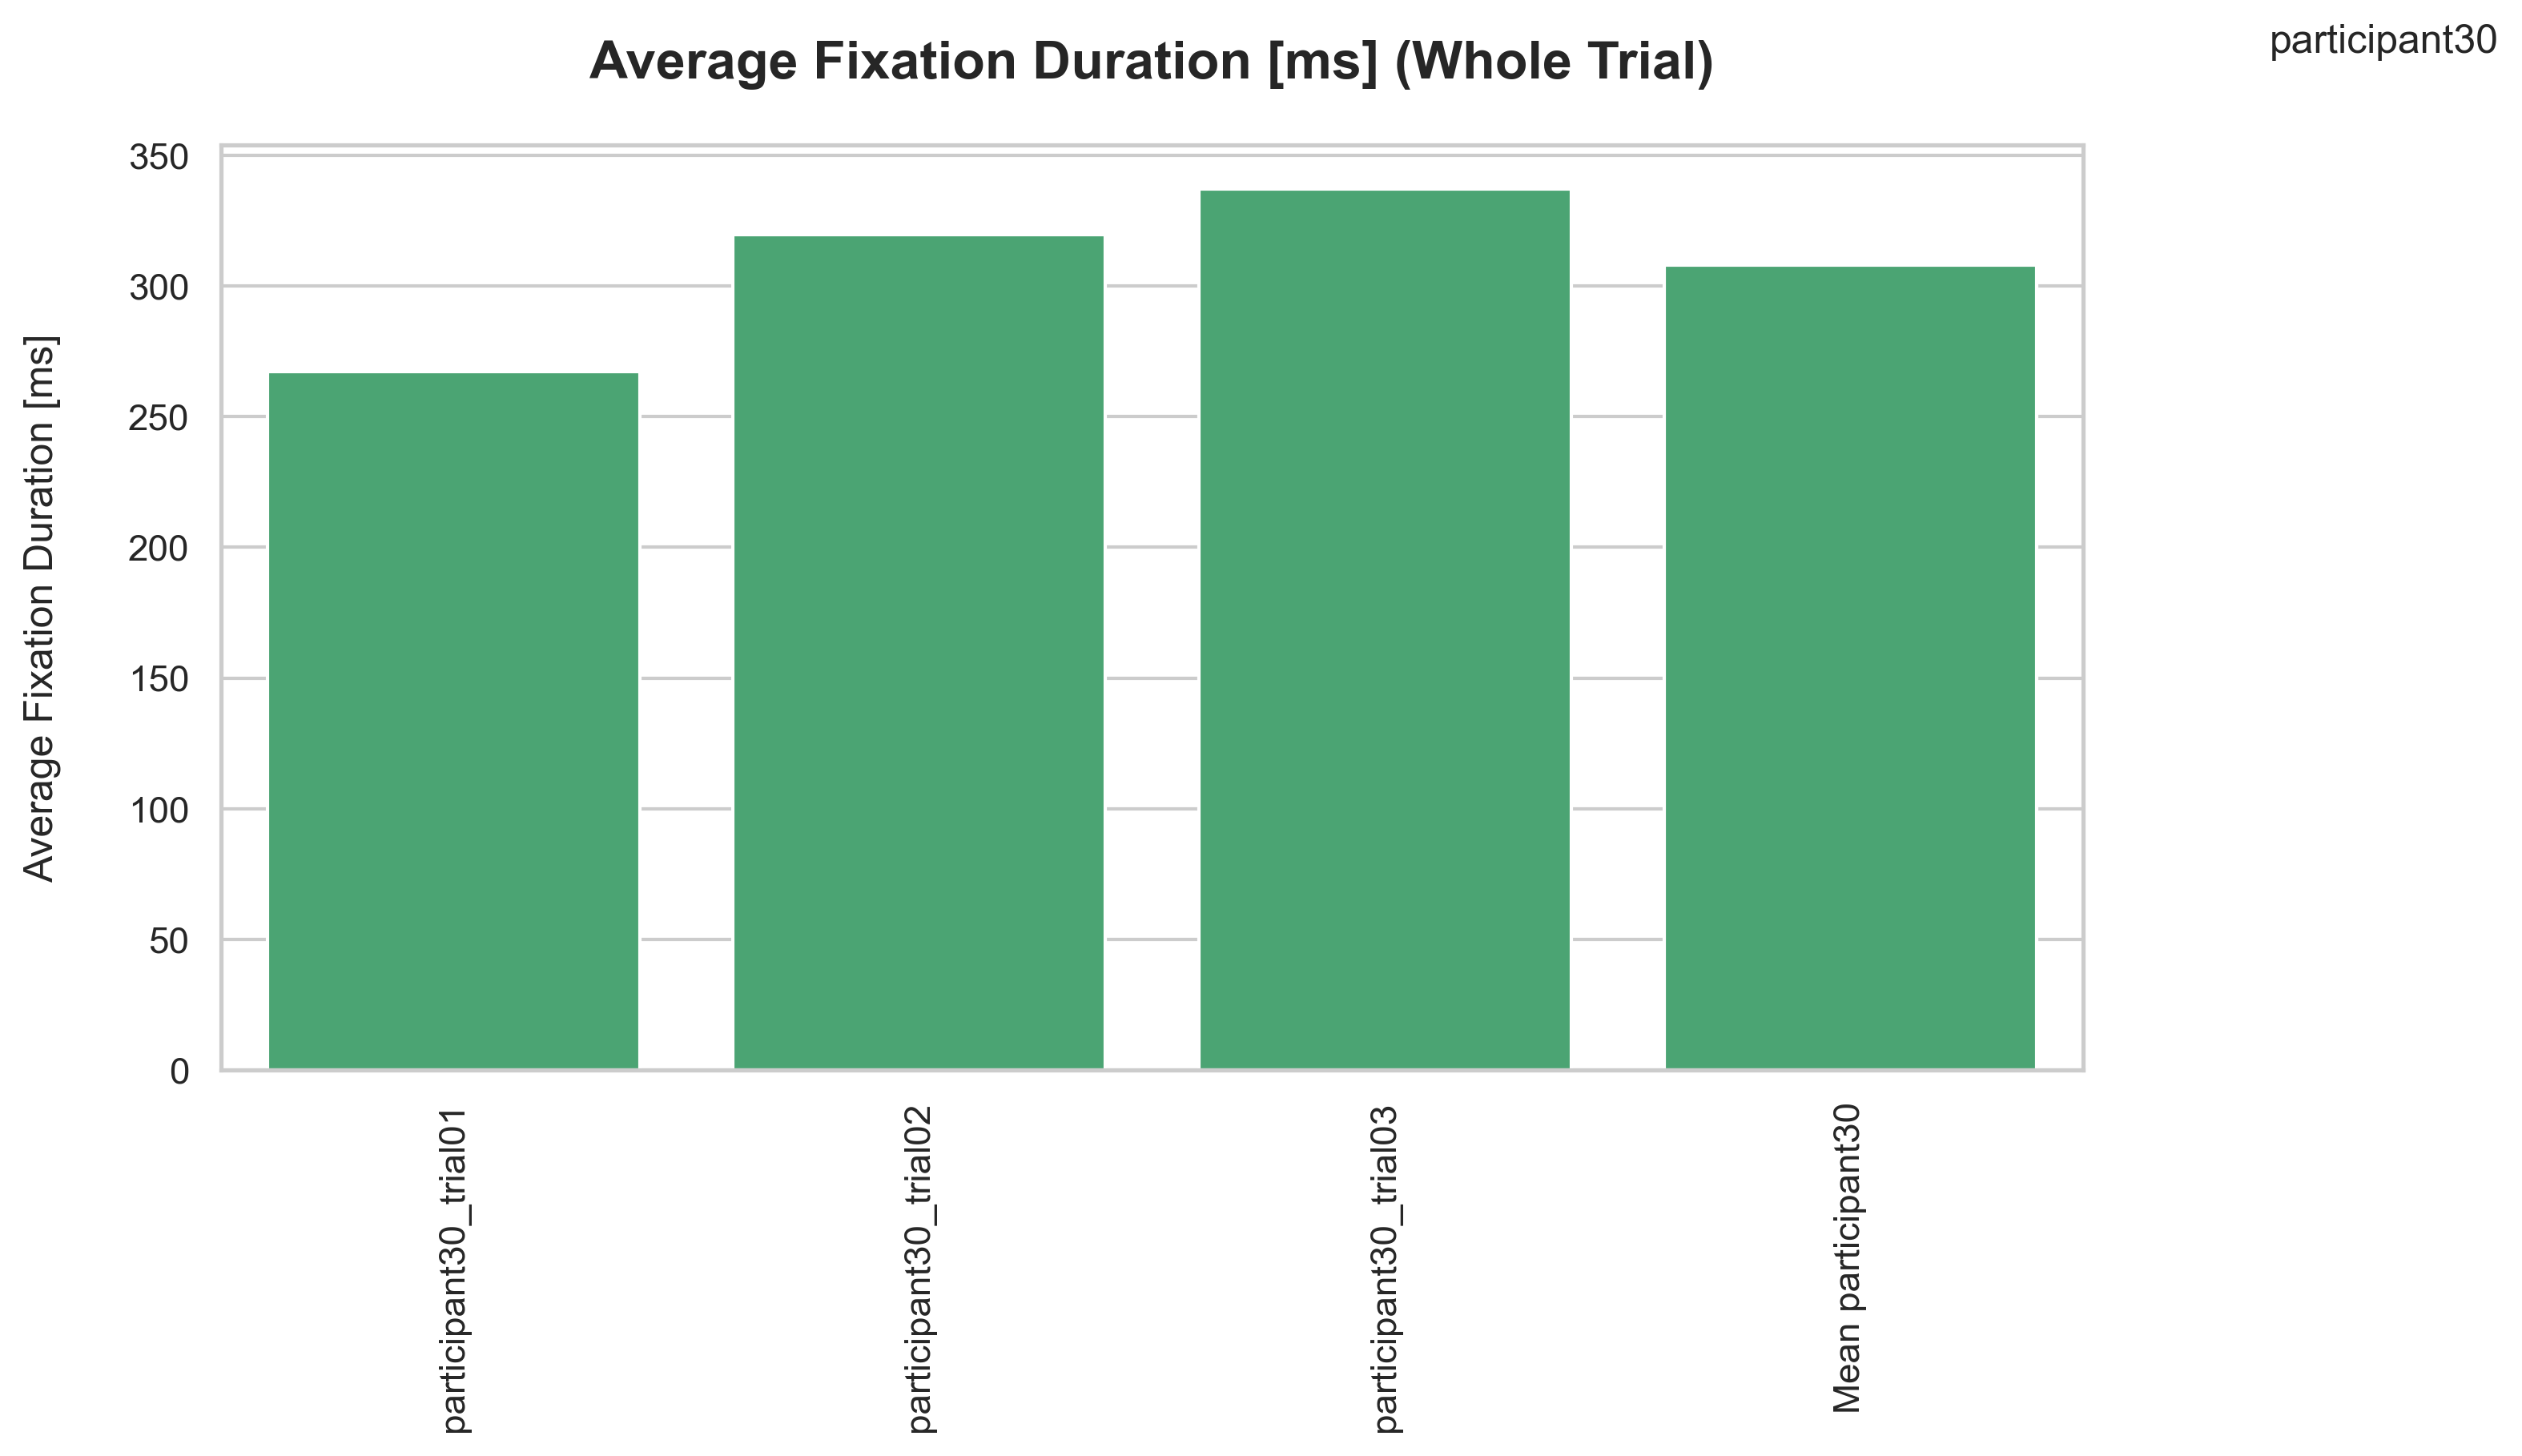 participant30
Average Fixation Duration [ms] (Whole Trial)
Average Fixation Duration [ms]
350
300
250
200
150
100
50
0
participant30_trial01
participant30_trial02
participant30_trial03
Mean participant30